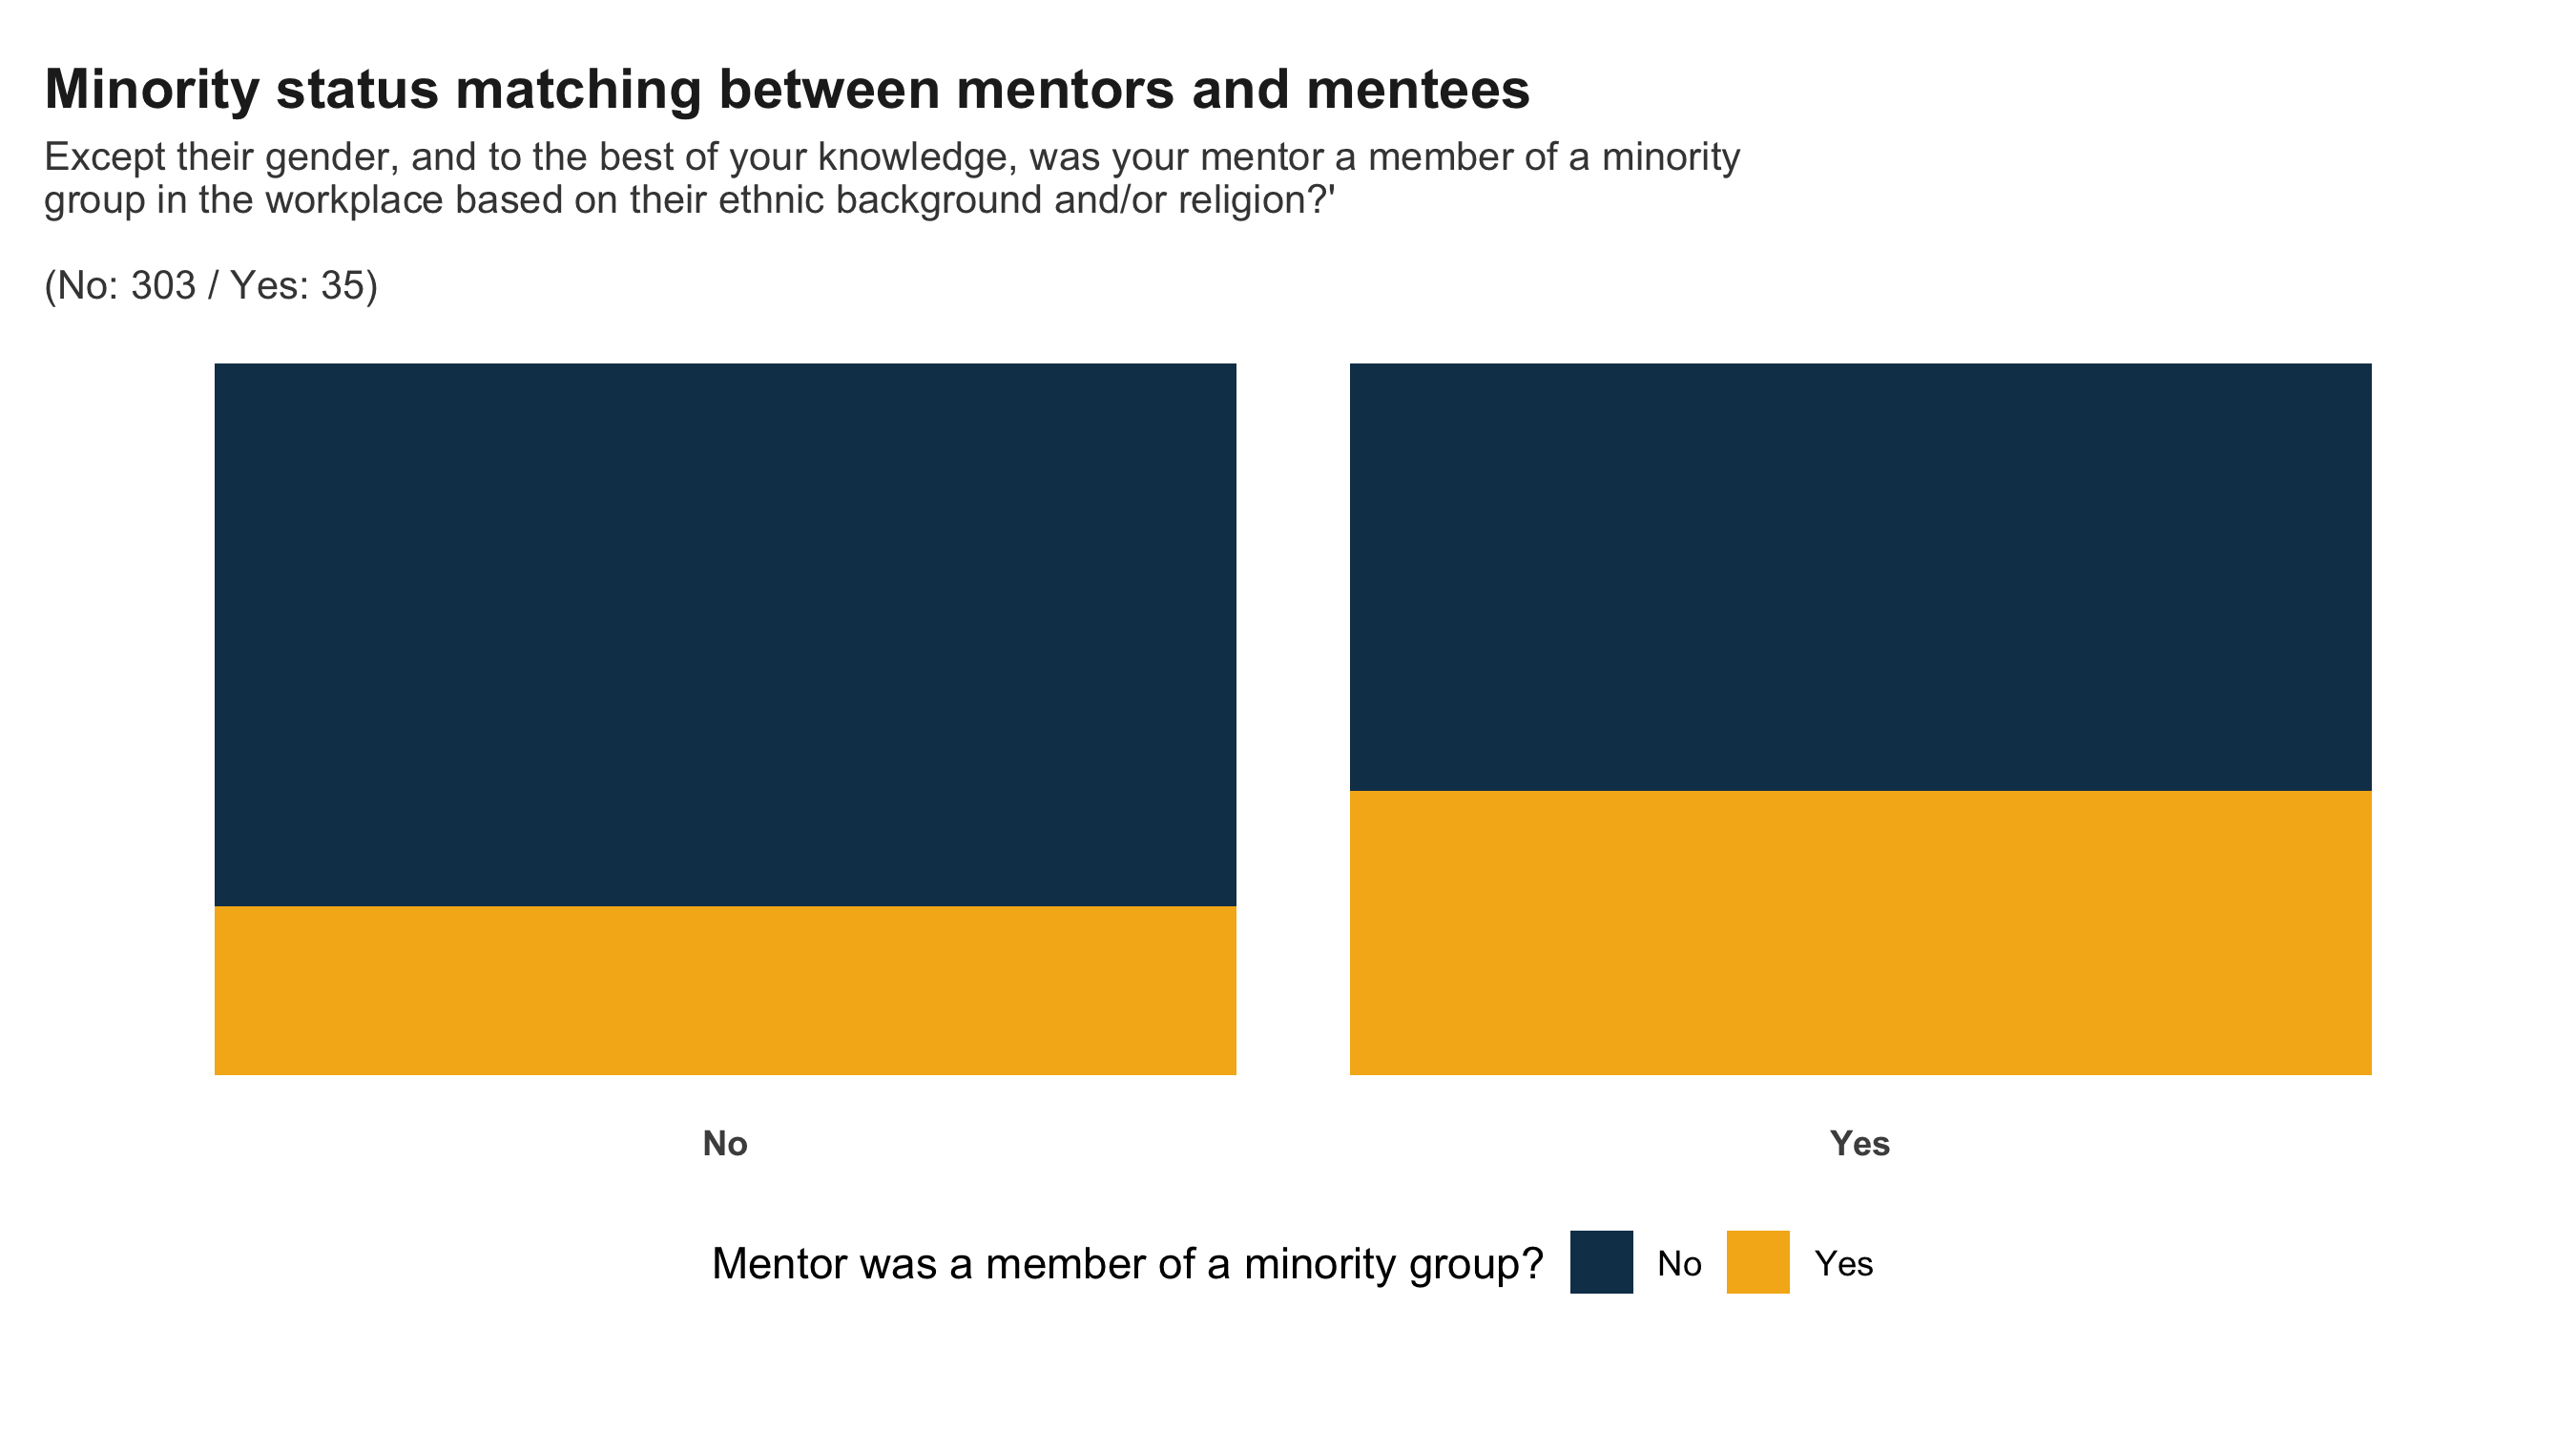 Minority status matching between mentors and mentees
Except their gender, and to the best of your knowledge, was your mentor a member of a minority
group in the workplace based on their ethnic background and/or religion?'
(No: 303 / Yes: 35)
No
Yes
Mentor was a member of a minority group? No Yes